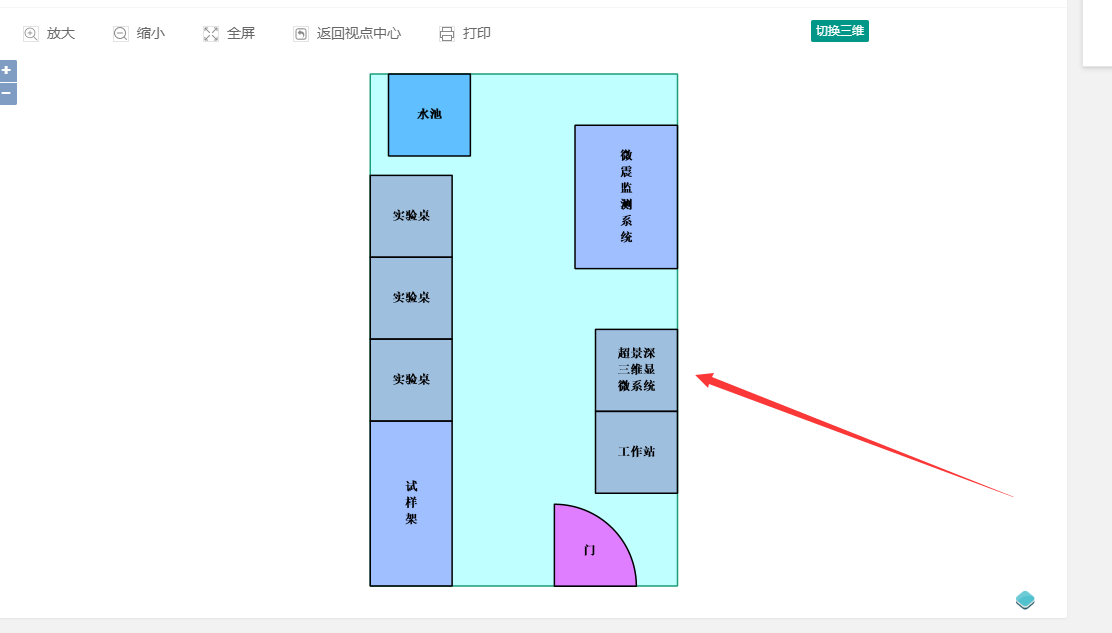 放大 缩小 全屏 返回视点中心 打印 切换三维
+
−
水池
微
震
监
测
系
统
实验桌
实验桌
超景深
三维显
微系统
实验桌
工作站
试
样
架
门